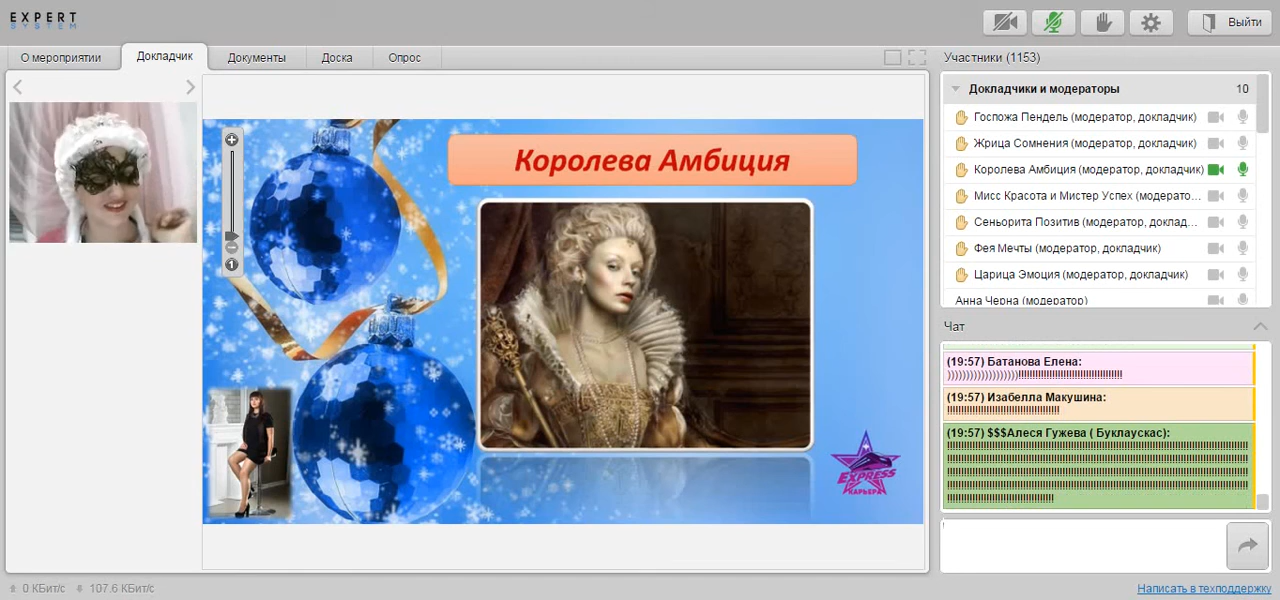 EXPERT
SYSTEM
Выйти
О мероприятии
Докладчик
Документы
Доска
Опрос
Участники (1153)
Докладчики и модераторы
10
Госпожа Пендель (модератор, докладчик)
Жрица Сомнения (модератор, докладчик)
Королева Амбиция (модератор, докладчик)
Мисс Красота и Мистер Успех (модерато...
Сеньорита Позитив (модератор, доклад...
Фея Мечты (модератор, докладчик)
Царица Эмоция (модератор, докладчик)
Анна Черна (модератор)
Королева Амбиция
1
EXPRESS
КАРЬЕРА
Чат
(19:57) Батанова Елена:
(19:57) Изабелла Макушина:
(19:57) $$$Алеся Гужева ( Буклаускас):
0 КБит/с
107.6 КБит/с
Написать в техподдержку